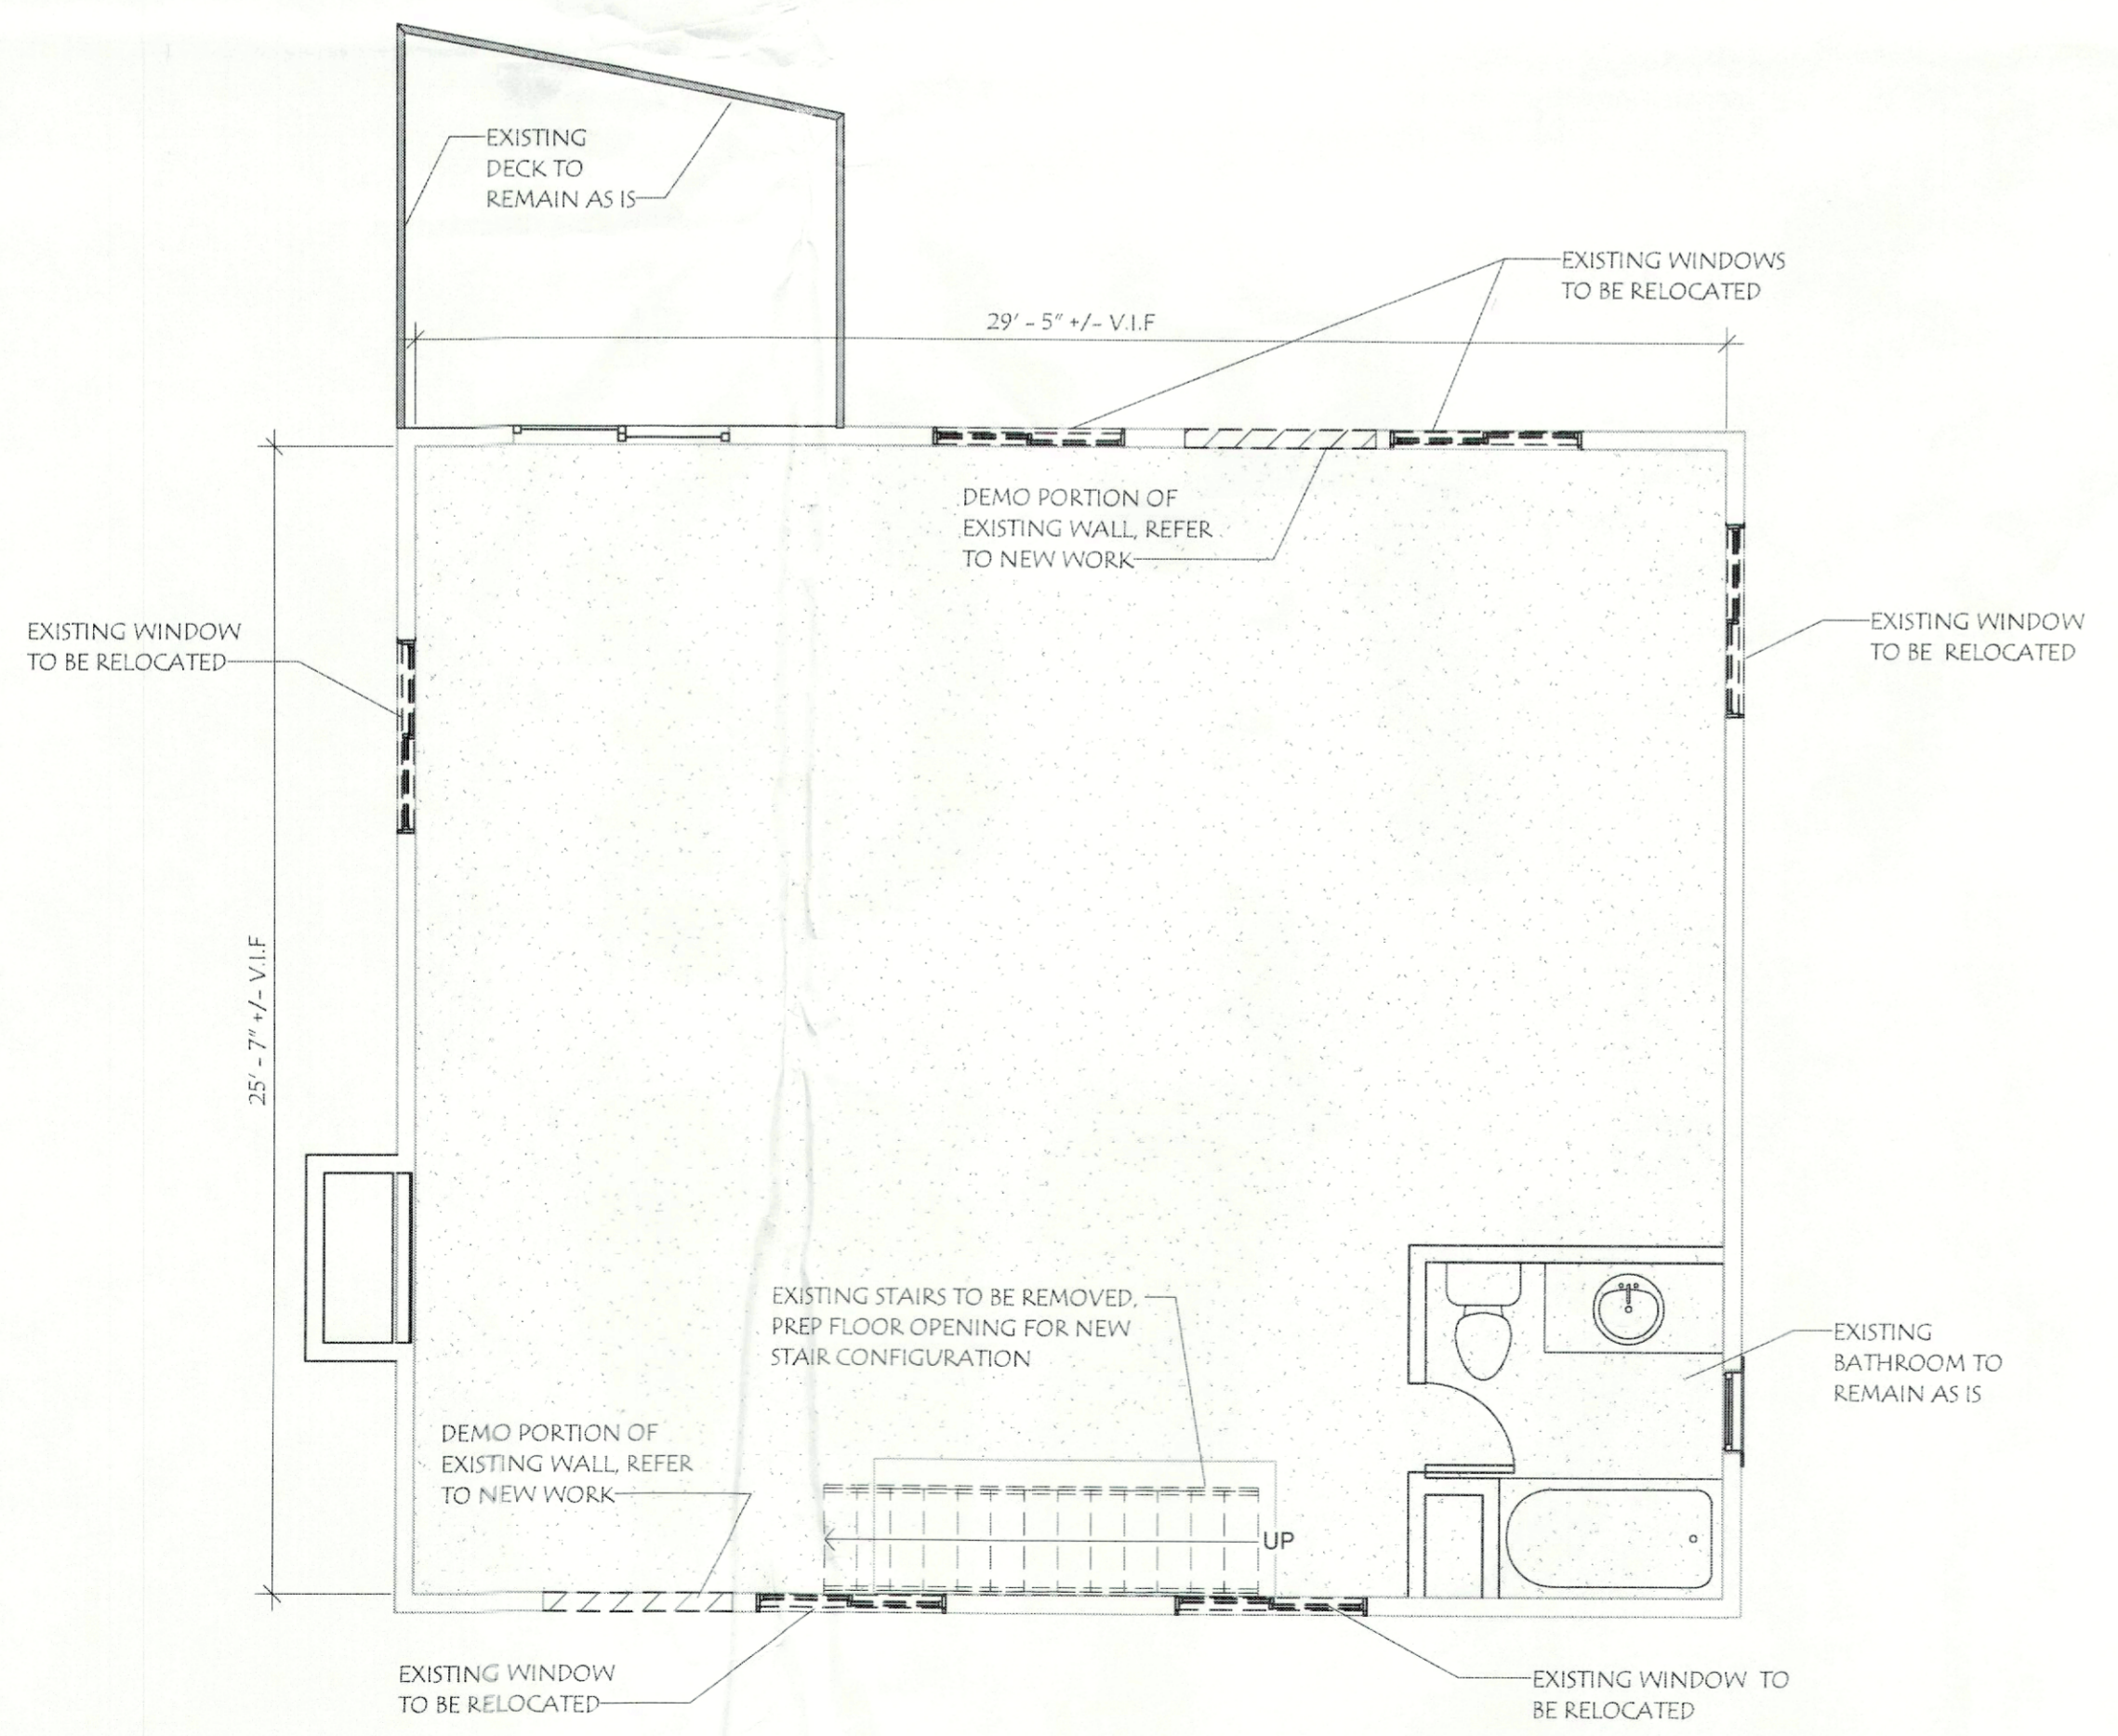 EXISTING
DECK TO
REMAIN AS IS
EXISTING WINDOWS
TO BE RELOCATED
29' - 5" +/- V.I.F
DEMO PORTION OF
EXISTING WALL, REFER
TO NEW WORK
EXISTING WINDOW
TO BE RELOCATED
EXISTING WINDOW
TO BE RELOCATED
25' - 7" +/- V.I.F
EXISTING STAIRS TO BE REMOVED,
PREP FLOOR OPENING FOR NEW
STAIR CONFIGURATION
EXISTING
BATHROOM TO
REMAIN AS IS
DEMO PORTION OF
EXISTING WALL, REFER
TO NEW WORK
UP
EXISTING WINDOW
TO BE RELOCATED
EXISTING WINDOW TO
BE RELOCATED